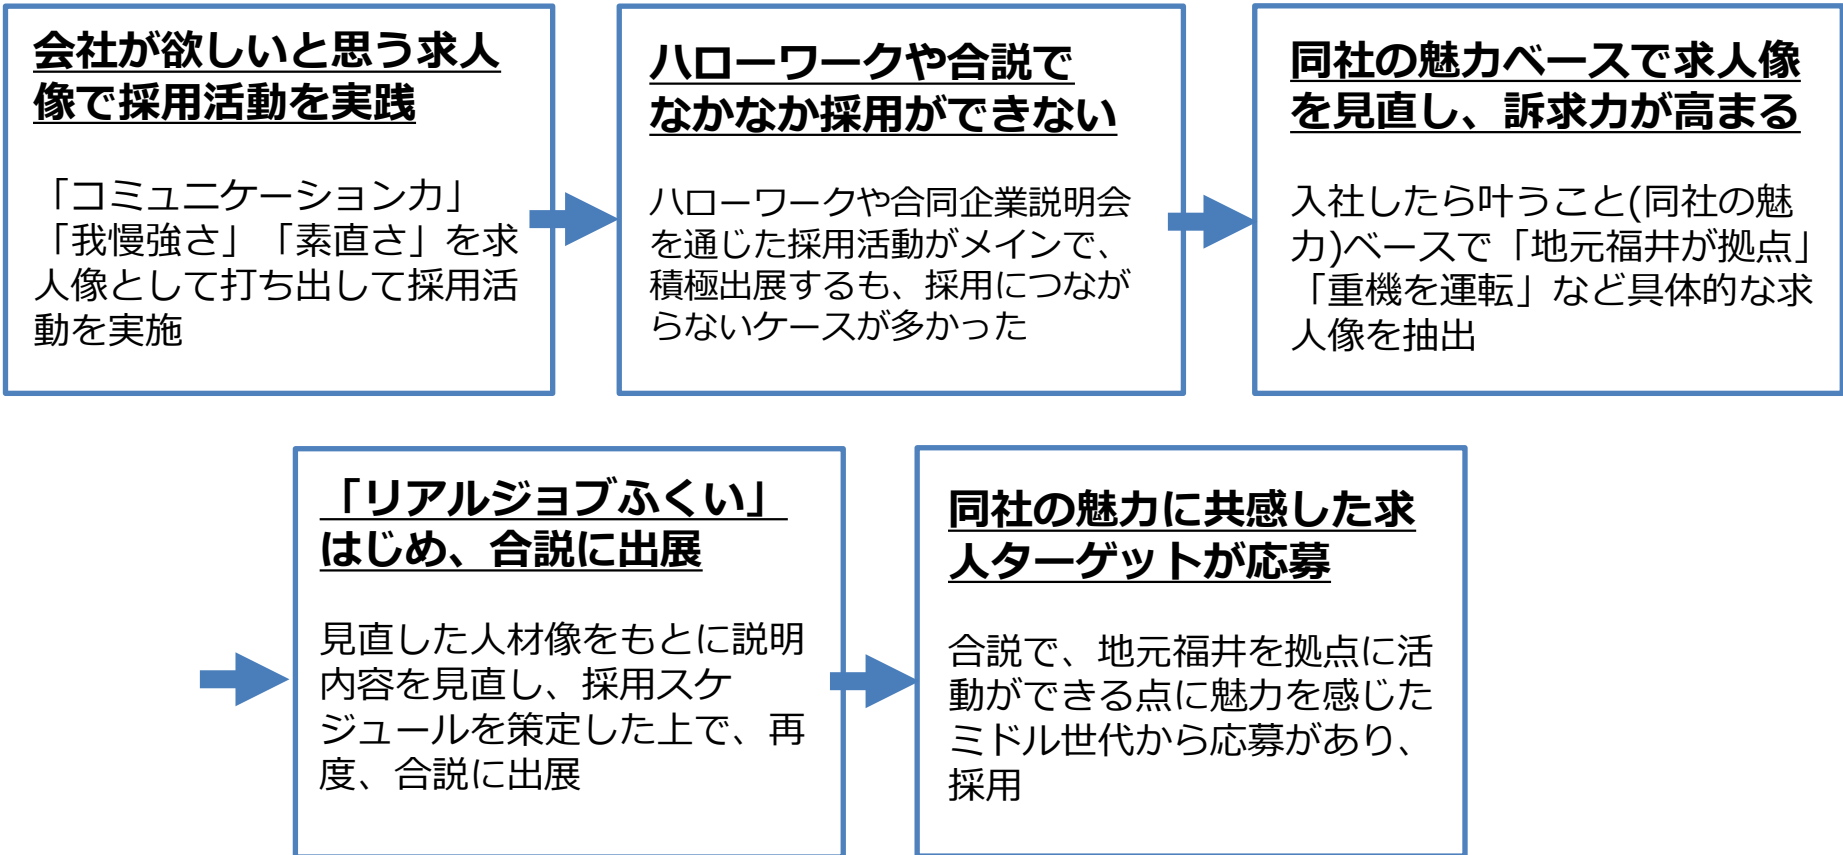 会社が欲しいと思う求人
像で採用活動を実践
「コミュニケーション力」
「我慢強さ」「素直さ」を求
人像として打ち出して採用活
動を実施
ハローワークや合説で
なかなか採用ができない
ハローワークや合同企業説明会
を通じた採用活動がメインで、
積極出展するも、採用につなが
らないケースが多かった
同社の魅力ベースで求人像
を見直し、訴求力が高まる
入社したら叶うこと(同社の魅
力)ベースで「地元福井が拠点」
「重機を運転」など具体的な求
人像を抽出
「リアルジョブふくい」
はじめ、合説に出展
見直した人材像をもとに説明
内容を見直し、採用スケ
ジュールを策定した上で、再
度、合説に出展
同社の魅力に共感した求
人ターゲットが応募
合説で、地元福井を拠点に活
動ができる点に魅力を感じた
ミドル世代から応募があり、
採用